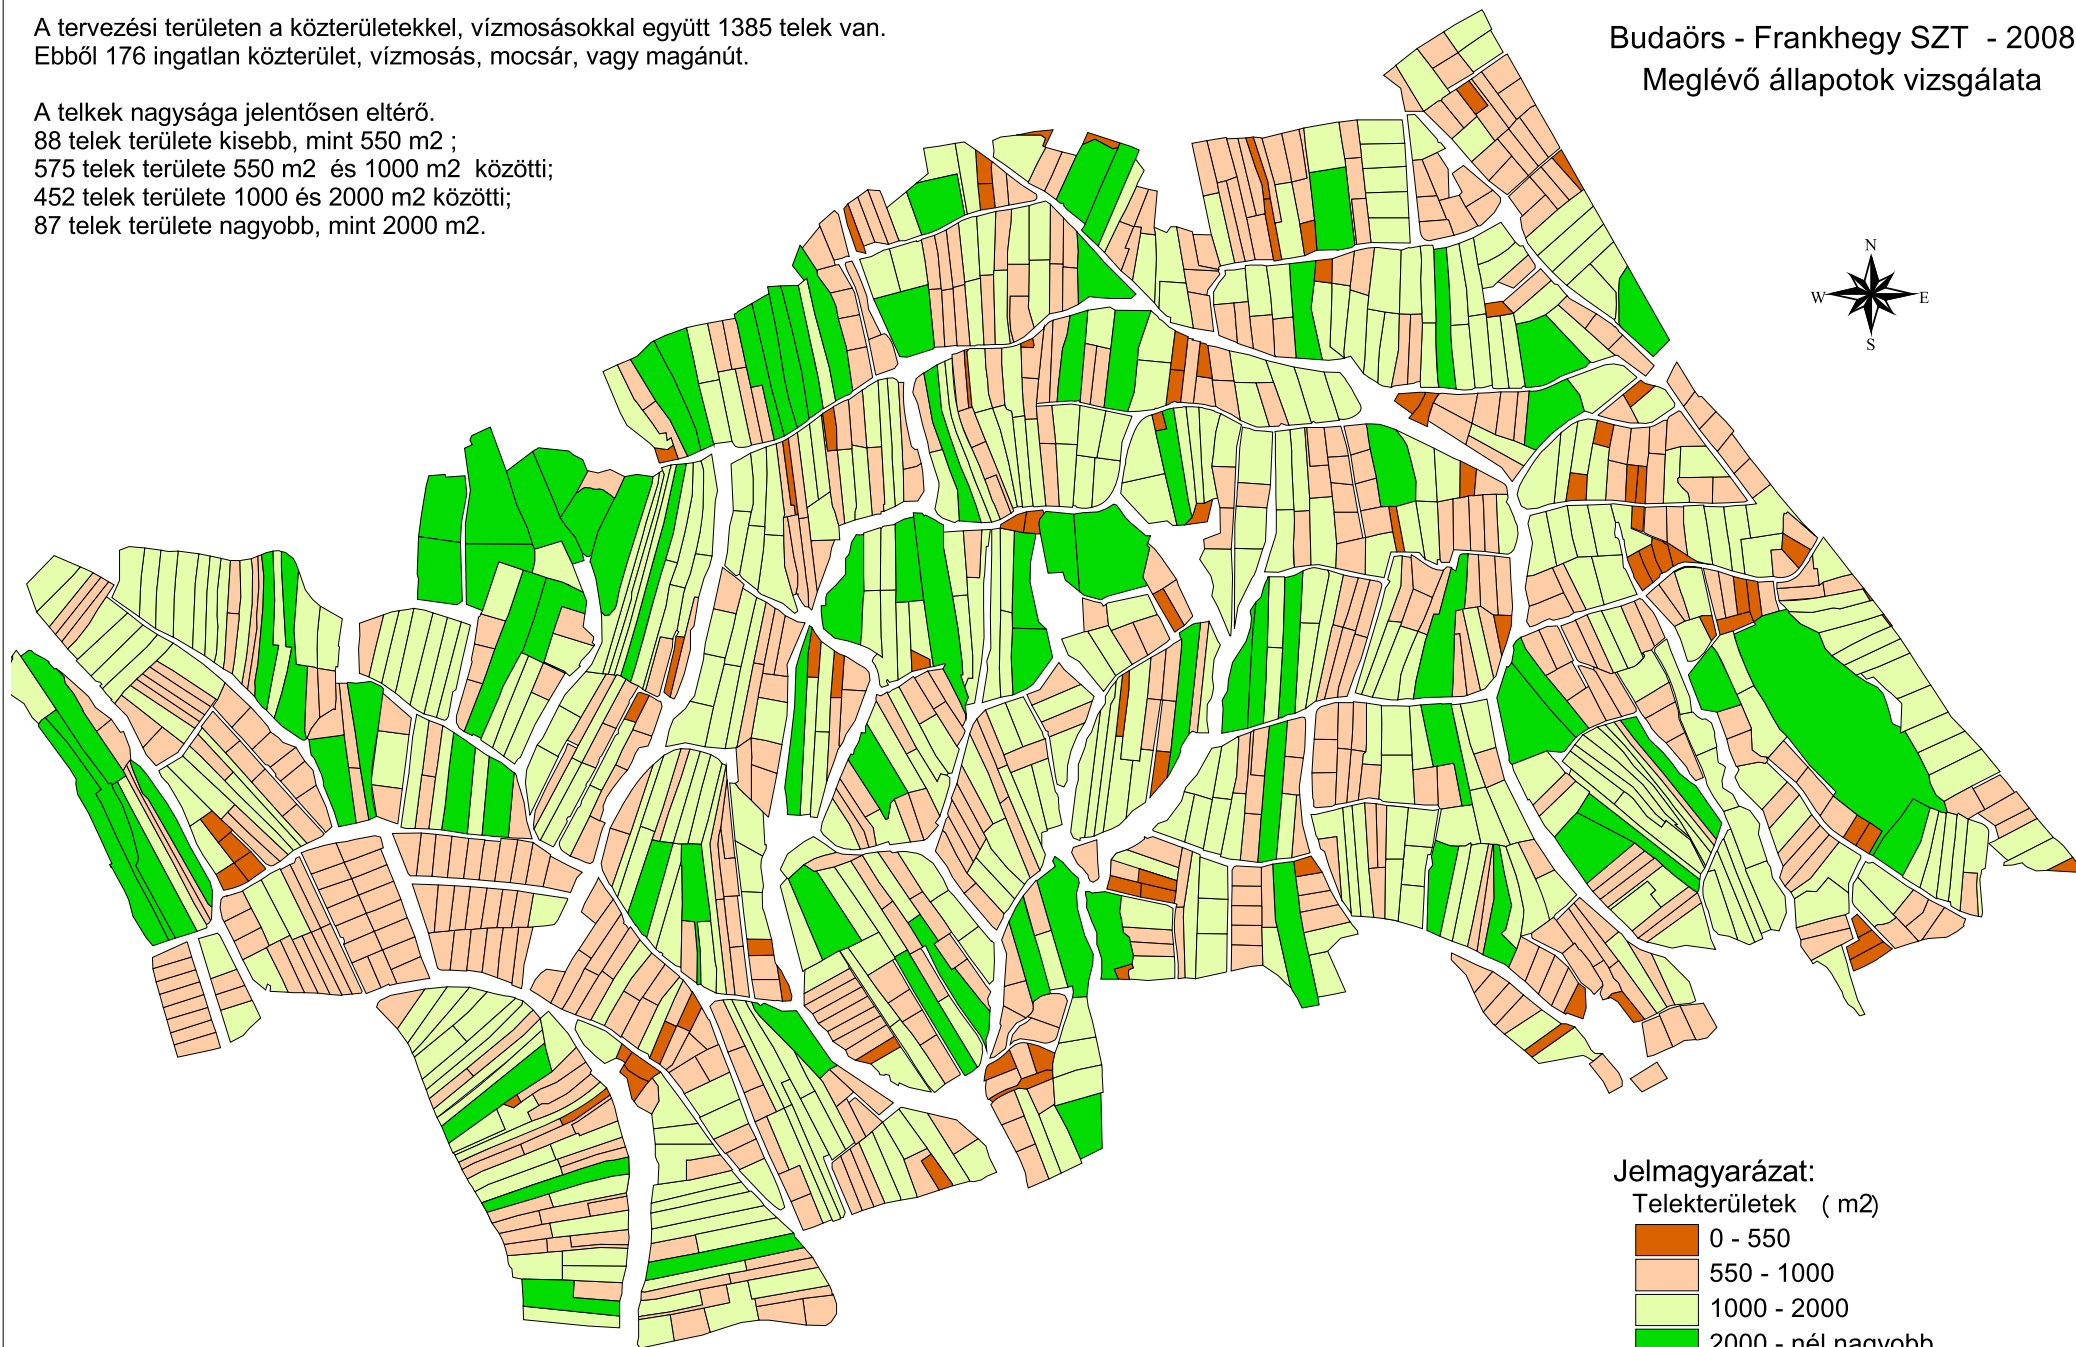 A tervezési területen a közterületekkel, vízmosásokkal együtt 1385 telek van.
Ebből 176 ingatlan közterület, vízmosás, mocsár, vagy magánút.
A telkek nagysága jelentősen eltérő.
88 telek területe kisebb, mint 550 m2 ;
575 telek területe 550 m2 és 1000 m2 közötti;
452 telek területe 1000 és 2000 m2 közötti;
87 telek területe nagyobb, mint 2000 m2.
Budaörs - Frankhegy SZT - 2008
Meglévő állapotok vizsgálata
N
W E
S
Jelmagyarázat:
Telekterületek ( m2)
0 - 550
550 - 1000
1000 - 2000
2000 - nél nagyobb